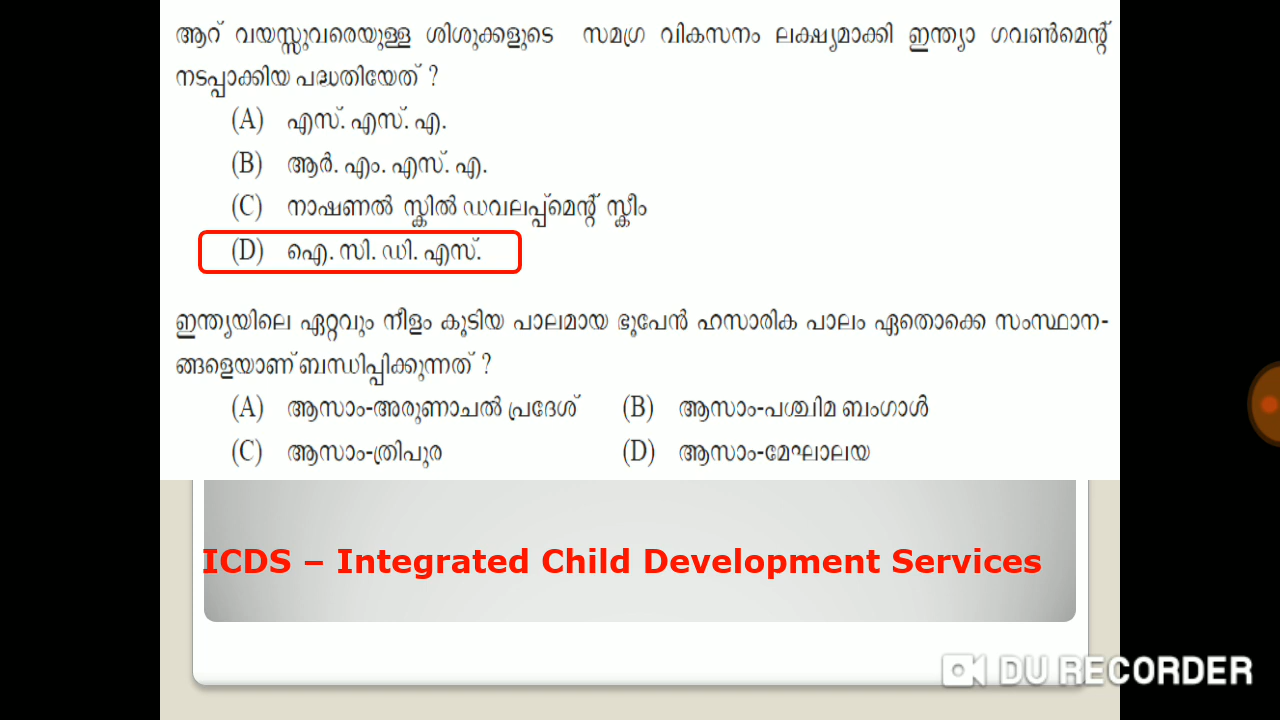 ആറ് വയസ്സുവരെയുള്ള ശിശുക്കളുടെ സമഗ്ര വികസനം ലക്ഷ്യമാക്കി ഇന്ത്യാ ഗവൺമെന്റ്
നടപ്പാക്കിയ പദ്ധതിയേത് ?
(A) എസ്. എസ്. എ.
(B) ആർ. എം. എസ്. എ.
(C) നാഷണൽ സ്കിൽ ഡവലപ്പ്മെന്റ് സ്കീം
(D) ഐ. സി. ഡി. എസ്.
ഇന്ത്യയിലെ ഏറ്റവും നീളം കൂടിയ പാലമായ ഭൂപേൻ ഹസാരിക പാലം ഏതൊക്കെ സംസ്ഥാന-
ങ്ങളെയാണ് ബന്ധിപ്പിക്കുന്നത് ?
(A) ആസാം-അരുണാചൽ പ്രദേശ് (B) ആസാം-പശ്ചിമ ബംഗാൾ
(C) ആസാം-ത്രിപുര (D) ആസാം-മേഘാലയ
ICDS – Integrated Child Development Services
DU RECORDER